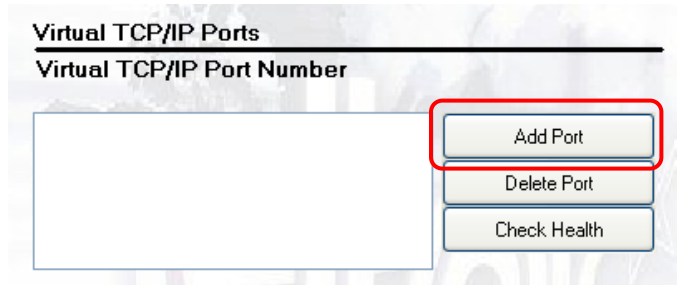 Virtual TCP/IP Ports
Virtual TCP/IP Port Number
Add Port
Delete Port
Check Health